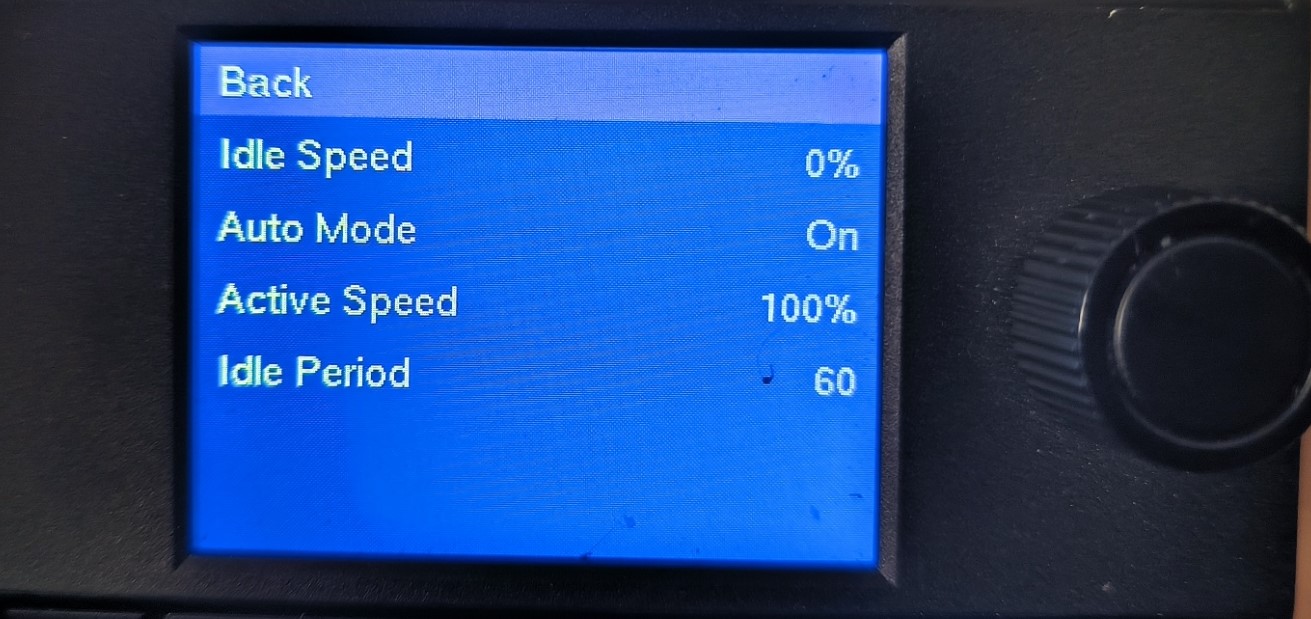 Back
Idle Speed 0%
Auto Mode On
Active Speed 100%
Idle Period 60